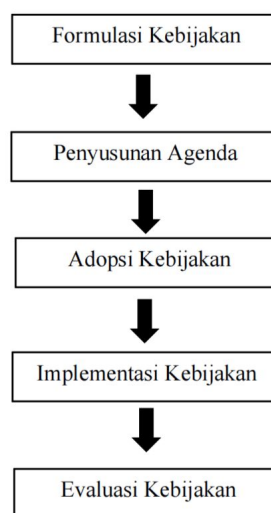 Formulasi Kebijakan
Penyusunan Agenda
Adopsi Kebijakan
Implementasi Kebijakan
Evaluasi Kebijakan